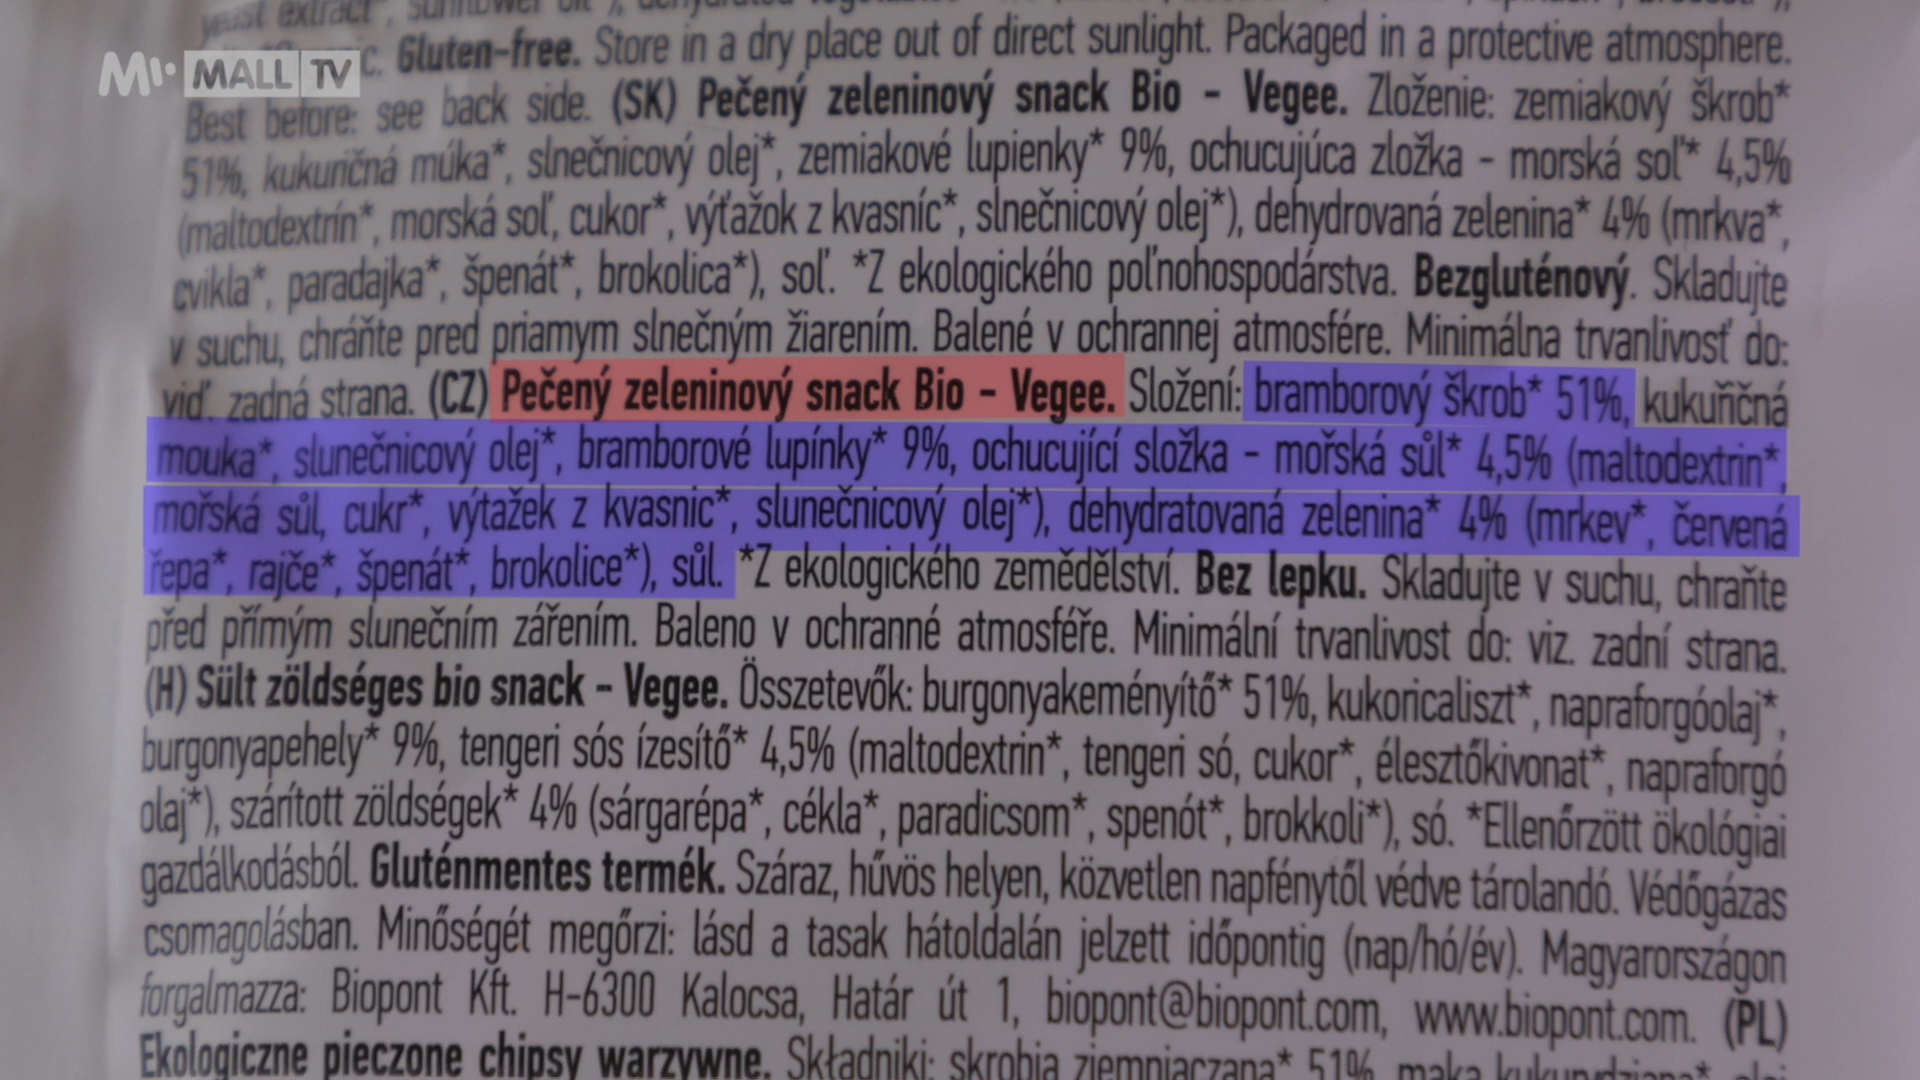 yeast extract*, sunflower oil*), dehydrated
MALL TV
c. Gluten-free. Store in a dry place out of direct sunlight. Packaged in a protective atmosphere.
Best before: see back side. (SK) Pečený zeleninový snack Bio – Vegee. Zloženie: zemiakový škrob*
51%, kukuričná múka*, slnečnicový olej*, zemiakové lupienky* 9%, ochucujúca zložka – morská soľ* 4,5%
(maltodextrín*, morská soľ, cukor*, výťažok z kvasníc*, slnečnicový olej*), dehydrovaná zelenina* 4% (mrkva*,
cvikla*, paradajka*, špenát*, brokolica*), soľ. *Z ekologického poľnohospodárstva. Bezgluténový. Skladujte
v suchu, chráňte pred priamym slnečným žiarením. Balené v ochrannej atmosfére. Minimálna trvanlivosť do:
viď. zadná strana. (CZ) Pečený zeleninový snack Bio – Vegee. Složení: bramborový škrob* 51%, kukuřičná
mouka*, slunečnicový olej*, bramborové lupínky* 9%, ochucující složka – mořská sůl* 4,5% (maltodextrin*,
mořská sůl, cukr*, výtažek z kvasnic*, slunečnicový olej*), dehydratovaná zelenina* 4% (mrkev*, červená
řepa*, rajče*, špenát*, brokolice*), sůl. *Z ekologického zemědělství. Bez lepku. Skladujte v suchu, chraňte
před přímým slunečním zářením. Baleno v ochranné atmosféře. Minimální trvanlivost do: viz. zadní strana.
(H) Sült zöldséges bio snack – Vegee. Összetevők: burgonyakeményítő* 51%, kukoricaliszt*, napraforgóolaj*,
burgonyapehely* 9%, tengeri sós ízesítő* 4,5% (maltodextrin*, tengeri só, cukor*, élesztőkivonat*, napraforgó
olaj*), szárított zöldségek* 4% (sárgarépa*, cékla*, paradicsom*, spenót*, brokkoli*), só. *Ellenőrzött ökológiai
gazdálkodásból. Gluténmentes termék. Száraz, hűvös helyen, közvetlen napfénytől védve tárolandó. Védőgázas
csomagolásban. Minőségét megőrzi: lásd a tasak hátoldalán jelzett időpontig (nap/hó/év). Magyarországon
forgalmazza: Biopont Kft. H-6300 Kalocsa, Határ út 1, biopont@biopont.com, www.biopont.com. (PL)
Ekologiczne pieczone chipsy warzywne. Składniki: skrobia ziemniaczana* 51%, mąka kukurydziana*, olej